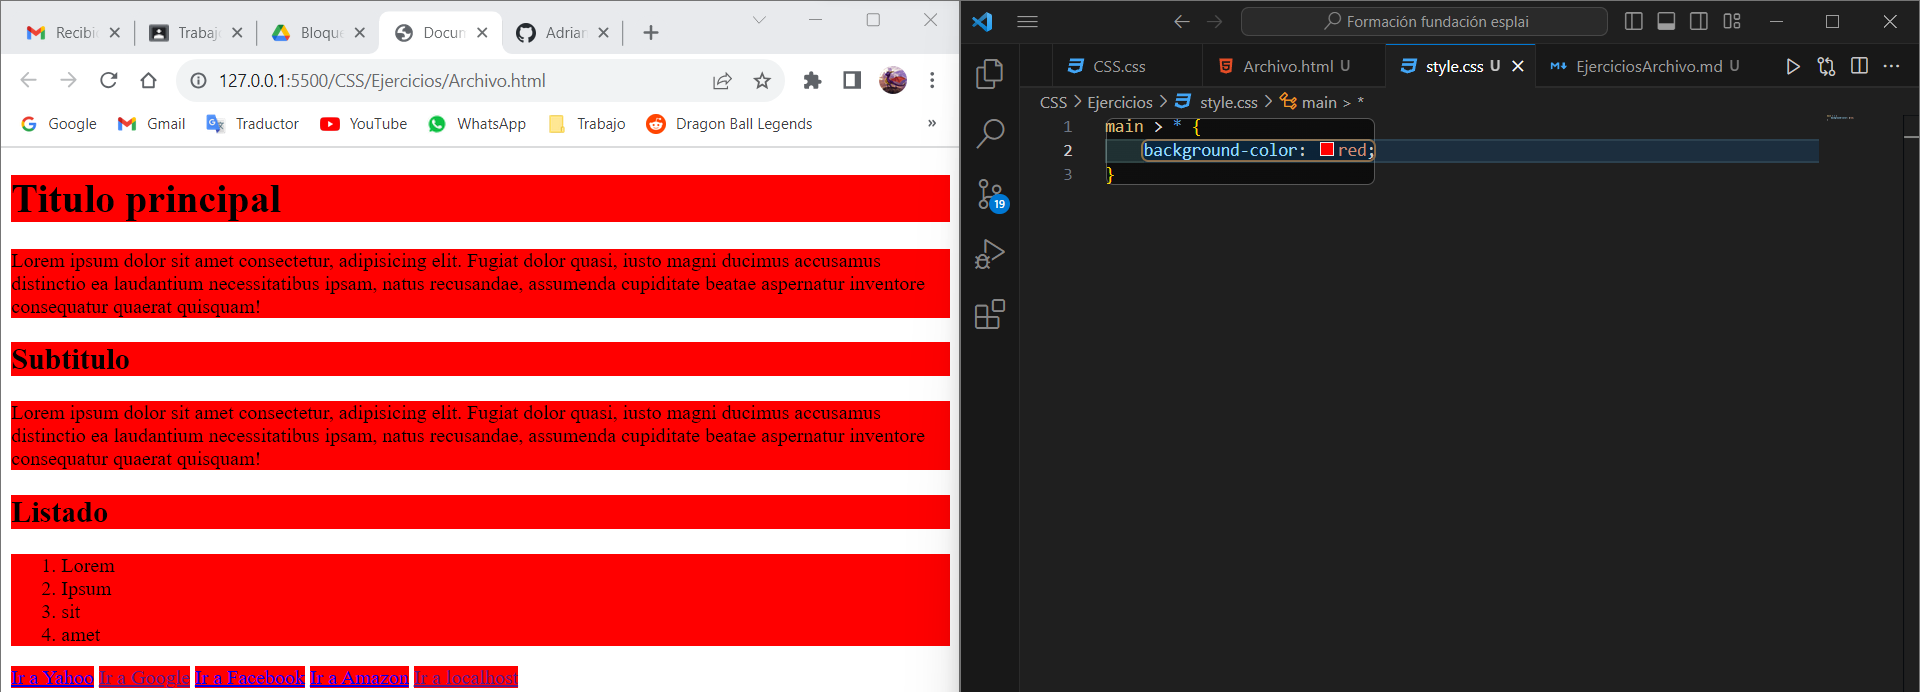 Recibi
Trabaj
Bloque
Docun
Adrian
127.0.0.1:5500/CSS/Ejercicios/Archivo.html
Google
Gmail
Traductor
YouTube
WhatsApp
Trabajo
Dragon Ball Legends
»
Titulo principal
Lorem ipsum dolor sit amet consectetur, adipisicing elit. Fugiat dolor quasi, iusto magni ducimus accusamus
distinctio ea laudantium necessitatibus ipsam, natus recusandae, assumenda cupiditate beatae aspernatur inventore
consequatur quaerat quisquam!
Subtitulo
Lorem ipsum dolor sit amet consectetur, adipisicing elit. Fugiat dolor quasi, iusto magni ducimus accusamus
distinctio ea laudantium necessitatibus ipsam, natus recusandae, assumenda cupiditate beatae aspernatur inventore
consequatur quaerat quisquam!
Listado
1. Lorem
2. Ipsum
3. sit
4. amet
Ir a Yahoo Ir a Google Ir a Facebook Ir a Amazon Ir a localhost
Formación fundación esplai
CSS.css
Archivo.html U
style.css U
EjerciciosArchivo.md U
CSS > Ejercicios > style.css > main > *
19
1 main > * {
2 background-color: red;
3 }